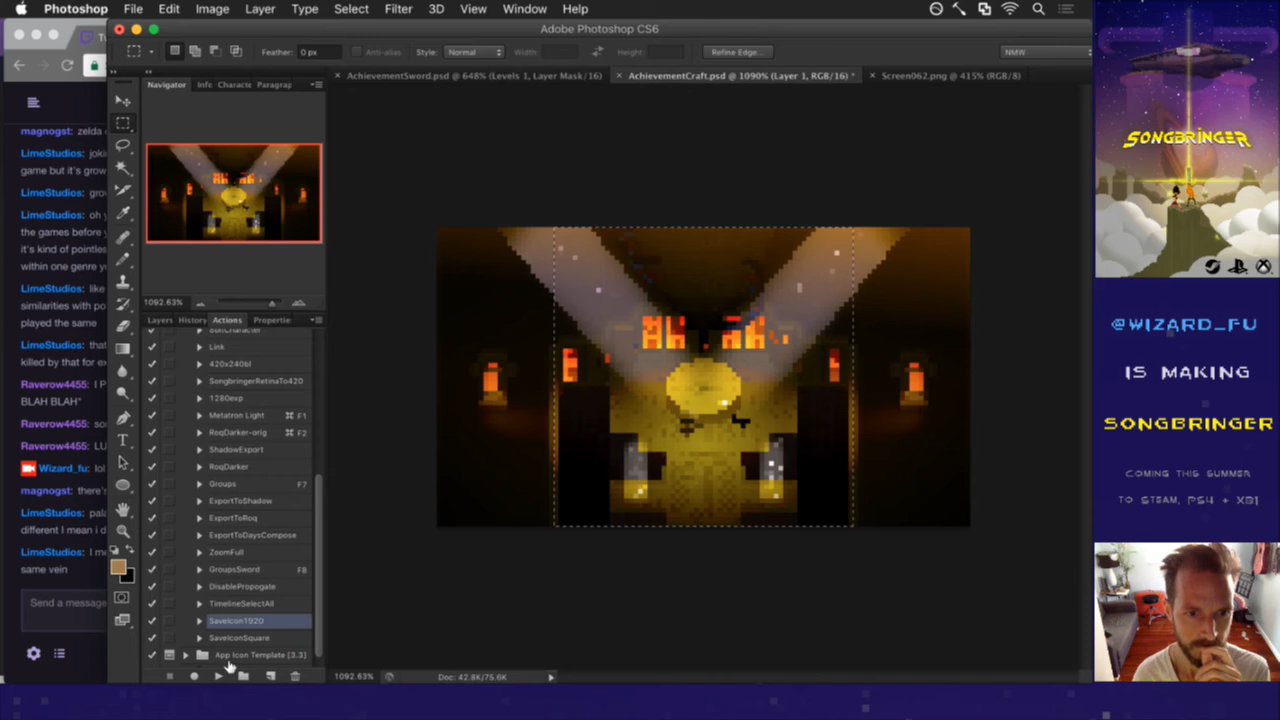 Photoshop File Edit Image Layer Type Select Filter 3D View Window Help
Adobe Photoshop CS6
Feather: 0 px Anti-alias Style: Normal Width: Height: Refine Edge... NMW
AchievementSword.psd @ 648% (Levels 1, Layer Mask/16) AchievementCraft.psd @ 1090% (Layer 1, RGB/16) * Screen062.png @ 415% (RGB/8)
Navigator Info Characte Paragrap
1092.63%
Layers History Actions Propertie
Link
420x240bl
SongbringerRetinaTo420
1280exp
Metatron Light F1
RoqDarker-orig F2
ShadowExport
RoqDarker
Groups F7
ExportToShadow
ExportToRoq
ExportToDaysCompose
ZoomFull
GroupsSword F8
DisablePropogate
TimelineSelectAll
SaveIcon1920
SaveIconSquare
App Icon Template [3.3]
1092.63% Doc: 42.8K/75.6K
magnogst: zelda
LimeStudios: joki
game but it's grow
LimeStudios: gro
LimeStudios: oh y
the games before y
it's kind of pointles
within one genre y
LimeStudios: like
similarities with po
played the same
LimeStudios: that
killed by that for ex
Raverow4455: I P
BLAH BLAH"
Raverow4455: so
Raverow4455: LU
Wizard_fu: lol
magnogst: there's
LimeStudios: pala
different I mean i d
LimeStudios: I m
same vein
Send a message
SONGBRINGER
@WIZARD_FU
IS MAKING
SONGBRINGER
COMING THIS SUMMER
TO STEAM, PS4 + XB1